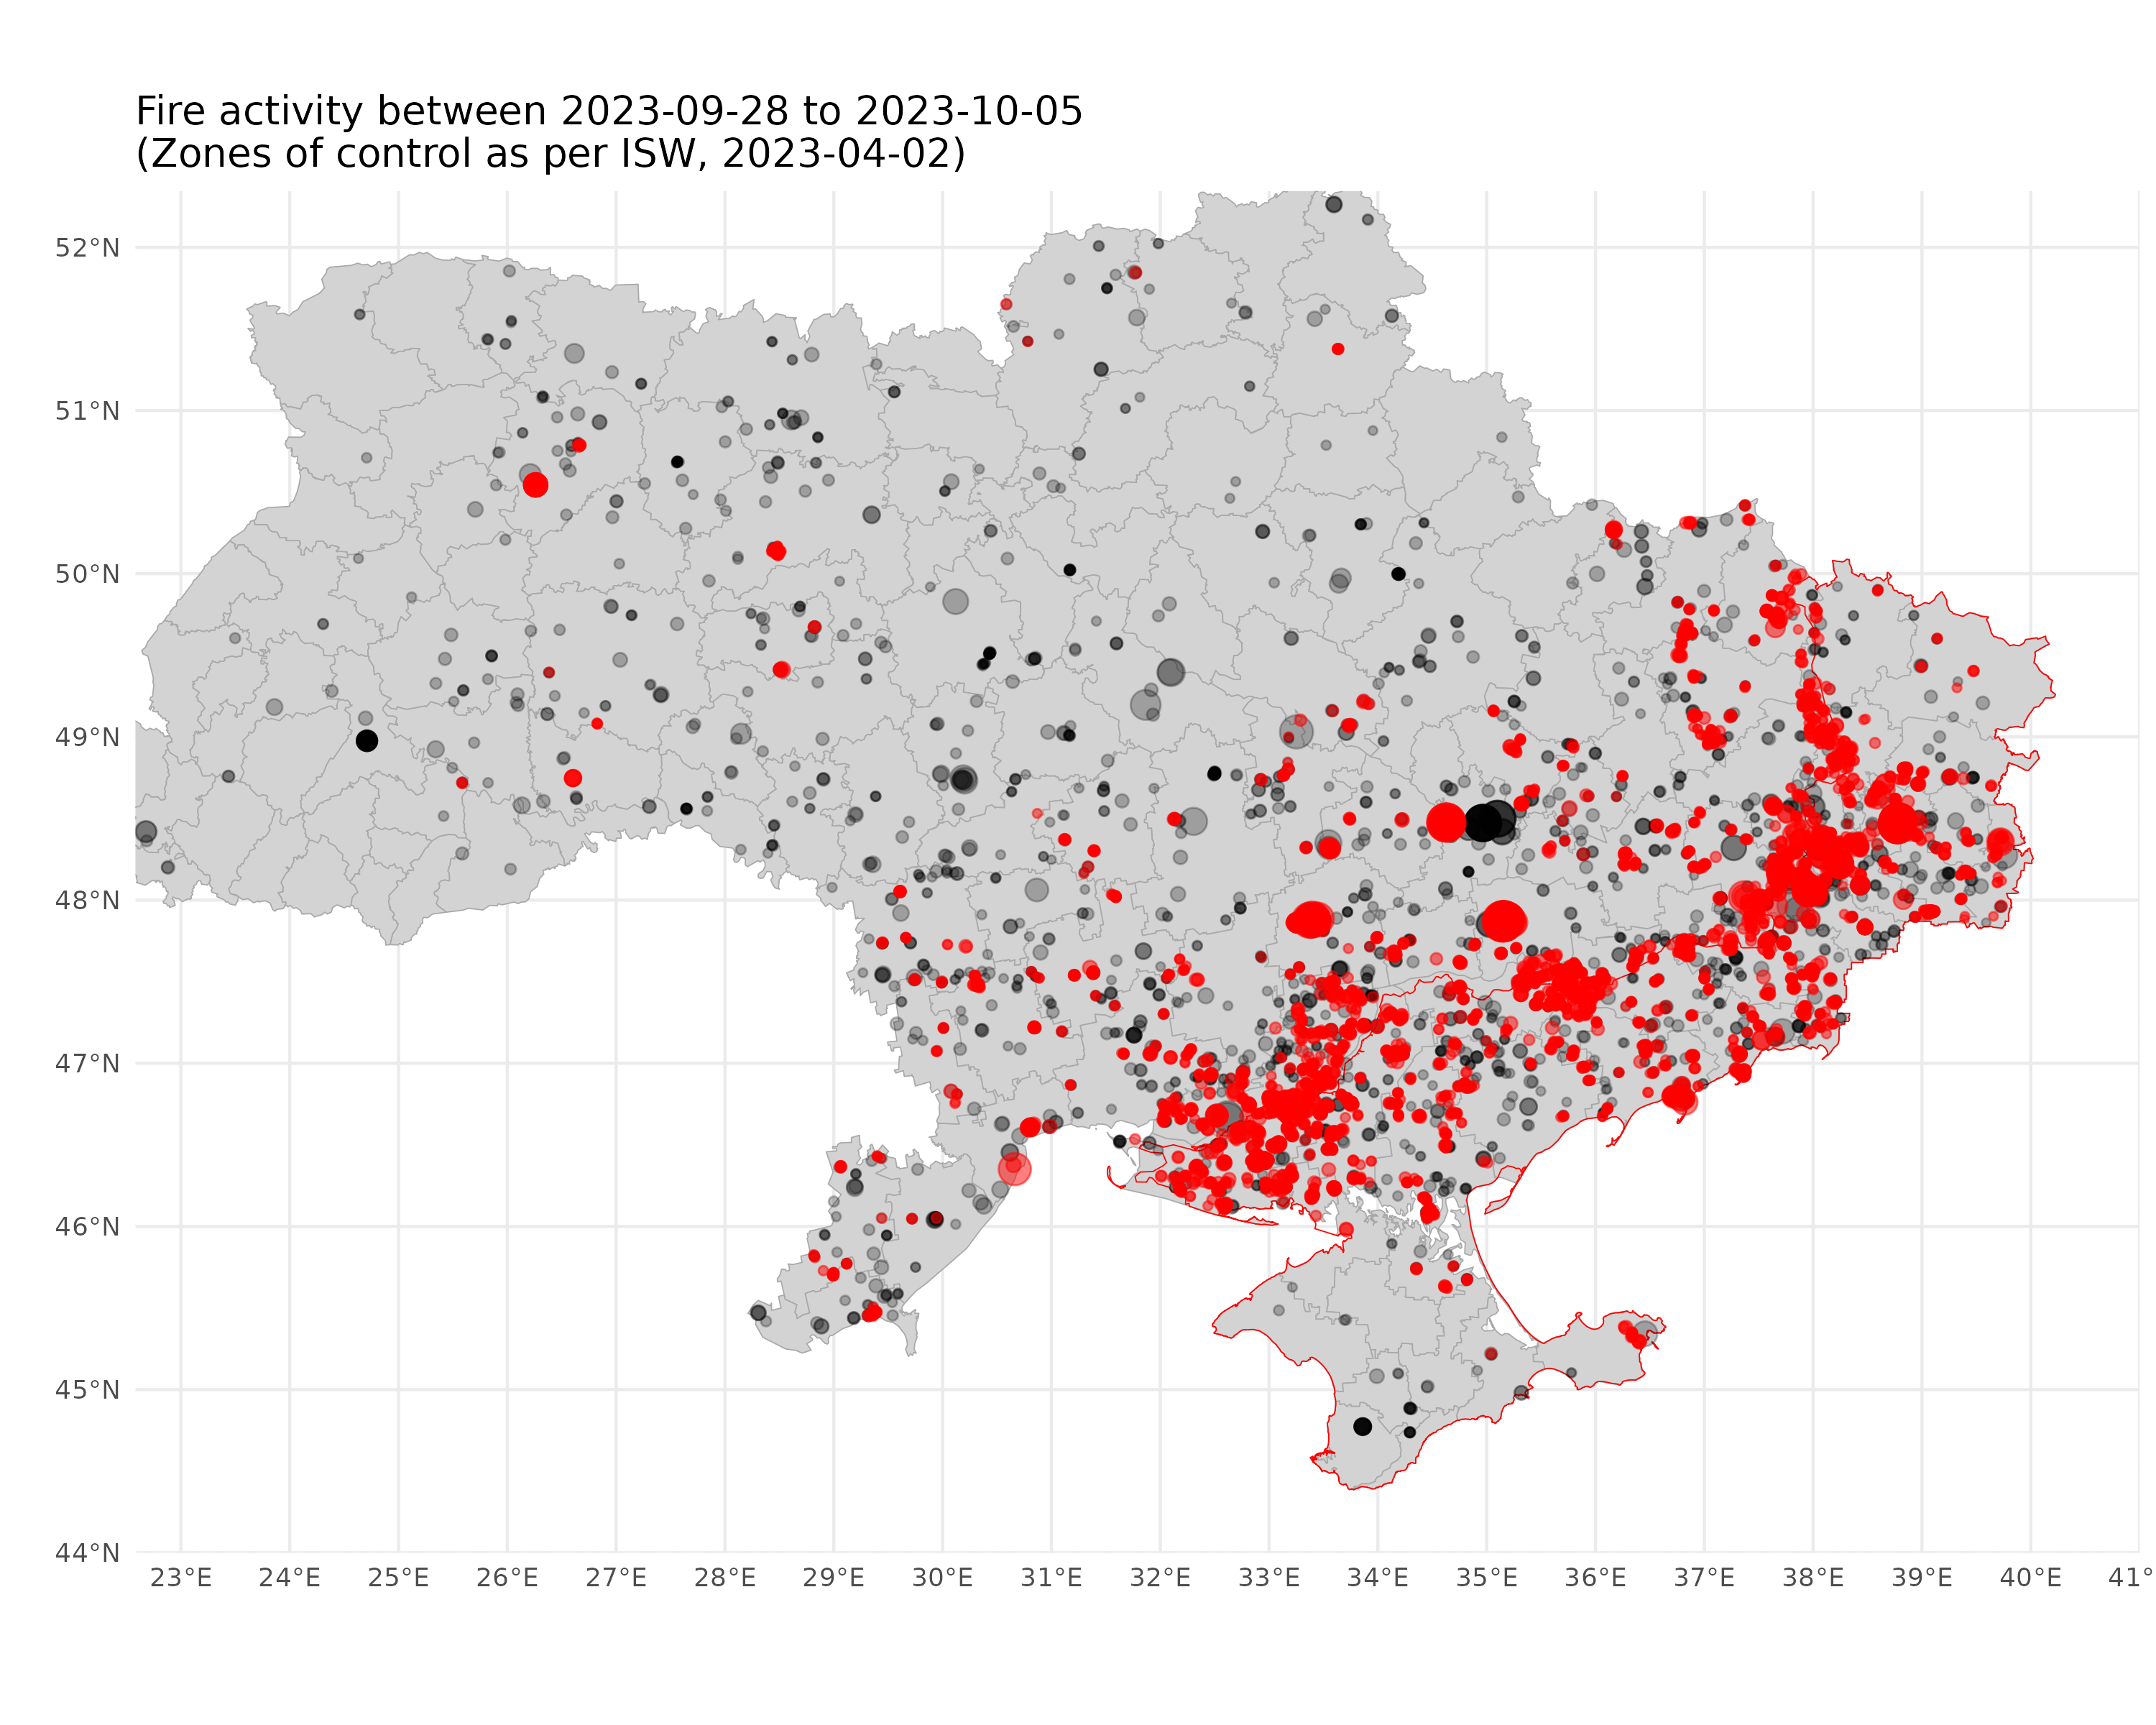 Fire activity between 2023-09-28 to 2023-10-05
(Zones of control as per ISW, 2023-04-02)
52°N
51°N
50°N
49°N
48°N
47°N
46°N
45°N
44°N
23°E 24°E 25°E 26°E 27°E 28°E 29°E 30°E 31°E 32°E 33°E 34°E 35°E 36°E 37°E 38°E 39°E 40°E 41°